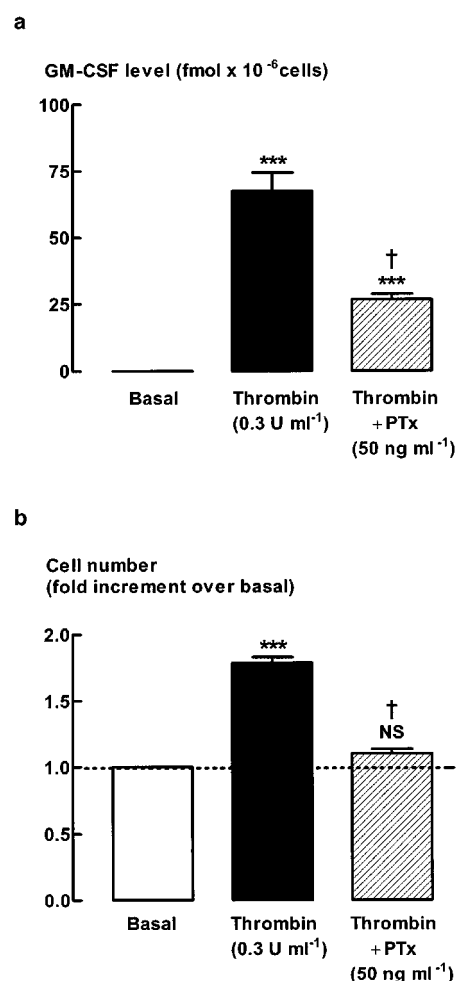 a
GM-CSF level (fmol x 10⁻⁶cells)
100
75
50
25
0
***
†
***
Basal
Thrombin
(0.3 U ml⁻¹)
Thrombin
+PTx
(50 ng ml⁻¹)
b
Cell number
(fold increment over basal)
2.0
1.5
1.0
0.5
0.0
***
†
NS
Basal
Thrombin
(0.3 U ml⁻¹)
Thrombin
+PTx
(50 ng ml⁻¹)